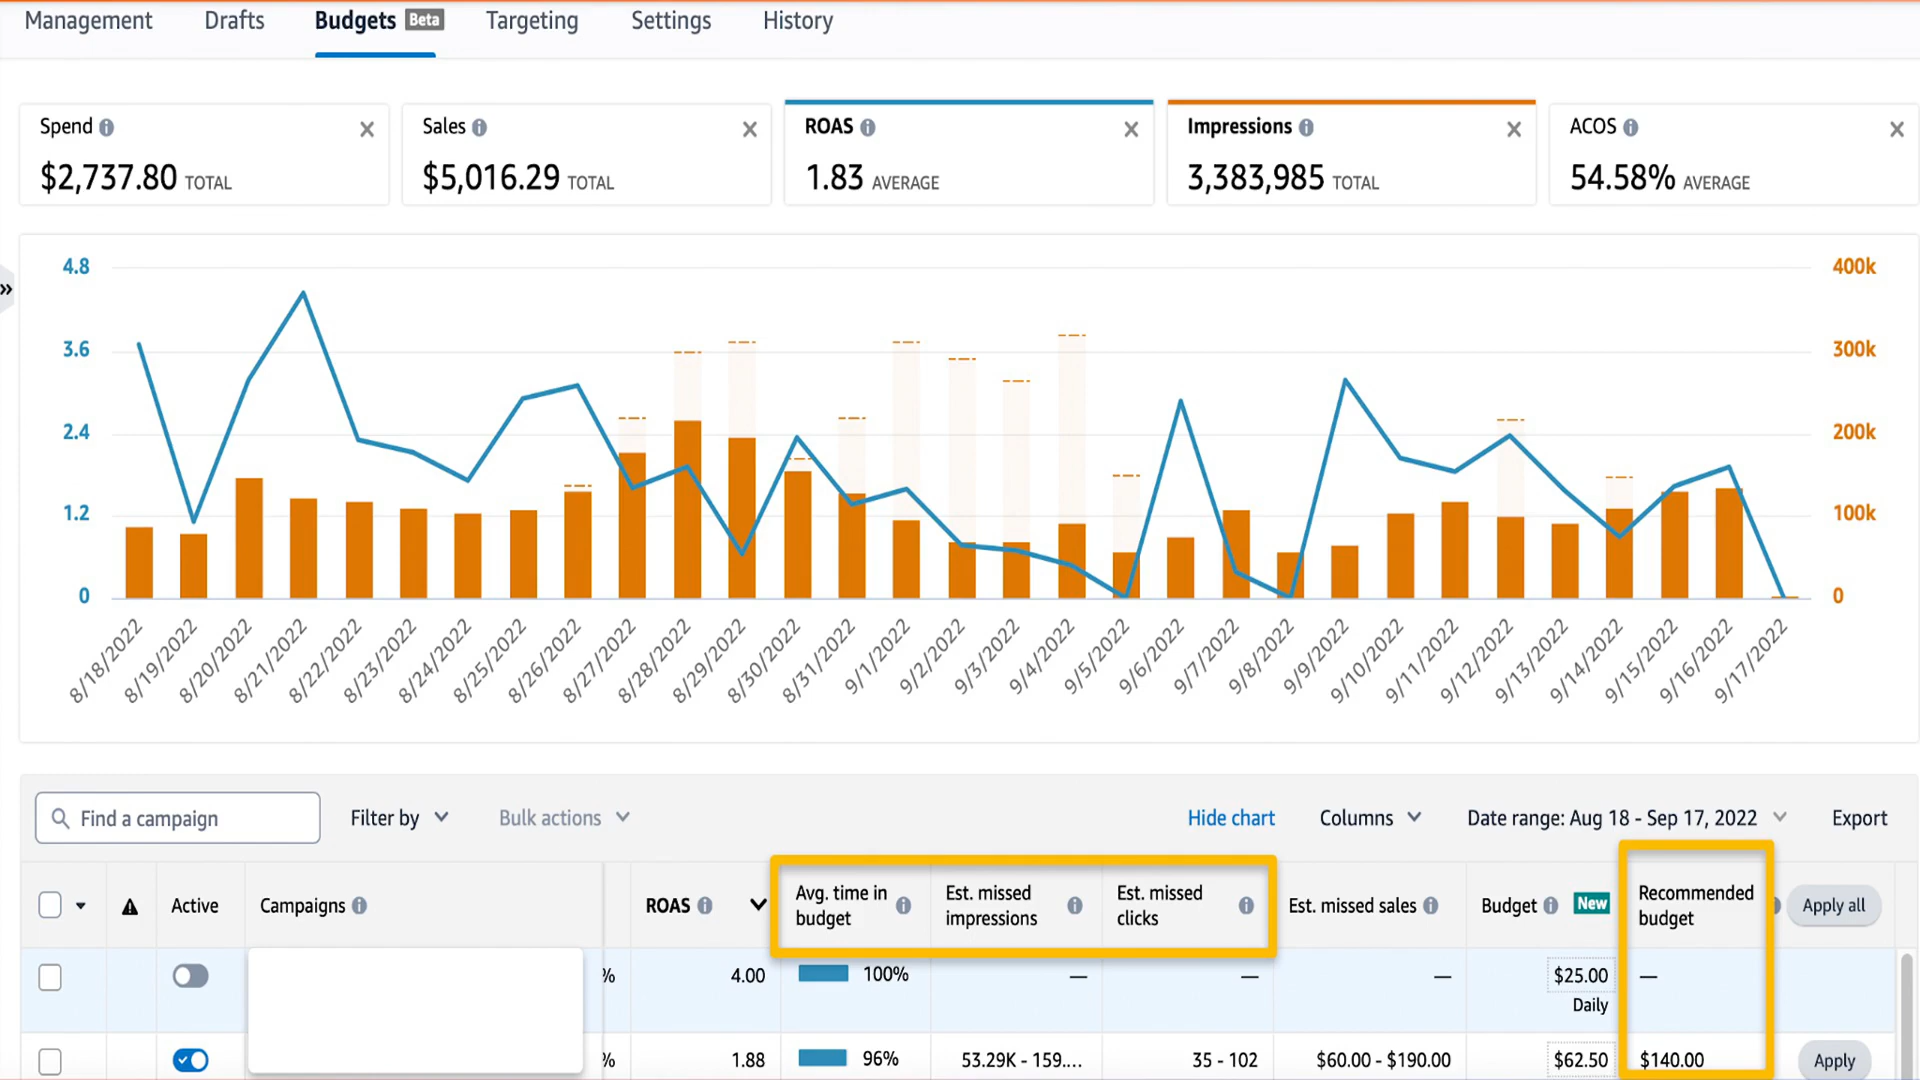 Management Drafts Budgets Beta Targeting Settings History
Spend Sales ROAS Impressions ACOS
$2,737.80 TOTAL $5,016.29 TOTAL 1.83 AVERAGE 3,383,985 TOTAL 54.58% AVERAGE
4.8 400k
3.6 300k
2.4 200k
1.2 100k
0 0
8/18/2022 8/19/2022 8/20/2022 8/21/2022 8/22/2022 8/23/2022 8/24/2022 8/25/2022 8/26/2022 8/27/2022 8/28/2022 8/29/2022 8/30/2022 8/31/2022 9/1/2022 9/2/2022 9/3/2022 9/4/2022 9/5/2022 9/6/2022 9/7/2022 9/8/2022 9/9/2022 9/10/2022 9/11/2022 9/12/2022 9/13/2022 9/14/2022 9/15/2022 9/16/2022 9/17/2022
Find a campaign Filter by Bulk actions Hide chart Columns Date range: Aug 18 - Sep 17, 2022 Export
Active Campaigns ROAS Avg. time in budget Est. missed impressions Est. missed clicks Est. missed sales Budget New Recommended budget Apply all
% 4.00 100% — — — $25.00 —
Daily
% 1.88 96% 53.29K - 159.... 35 - 102 $60.00 - $190.00 $62.50 $140.00 Apply